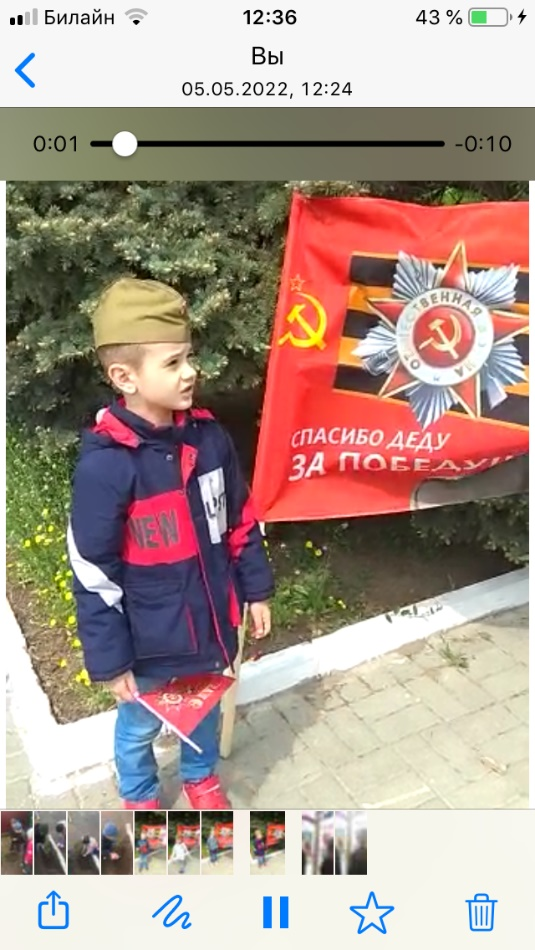 Билайн 12:36 43 %
Вы
05.05.2022, 12:24
0:01 -0:10
ОТЕЧЕСТВЕННАЯ
СПАСИБО ДЕДУ
ЗА ПОБЕДУ!
NEW